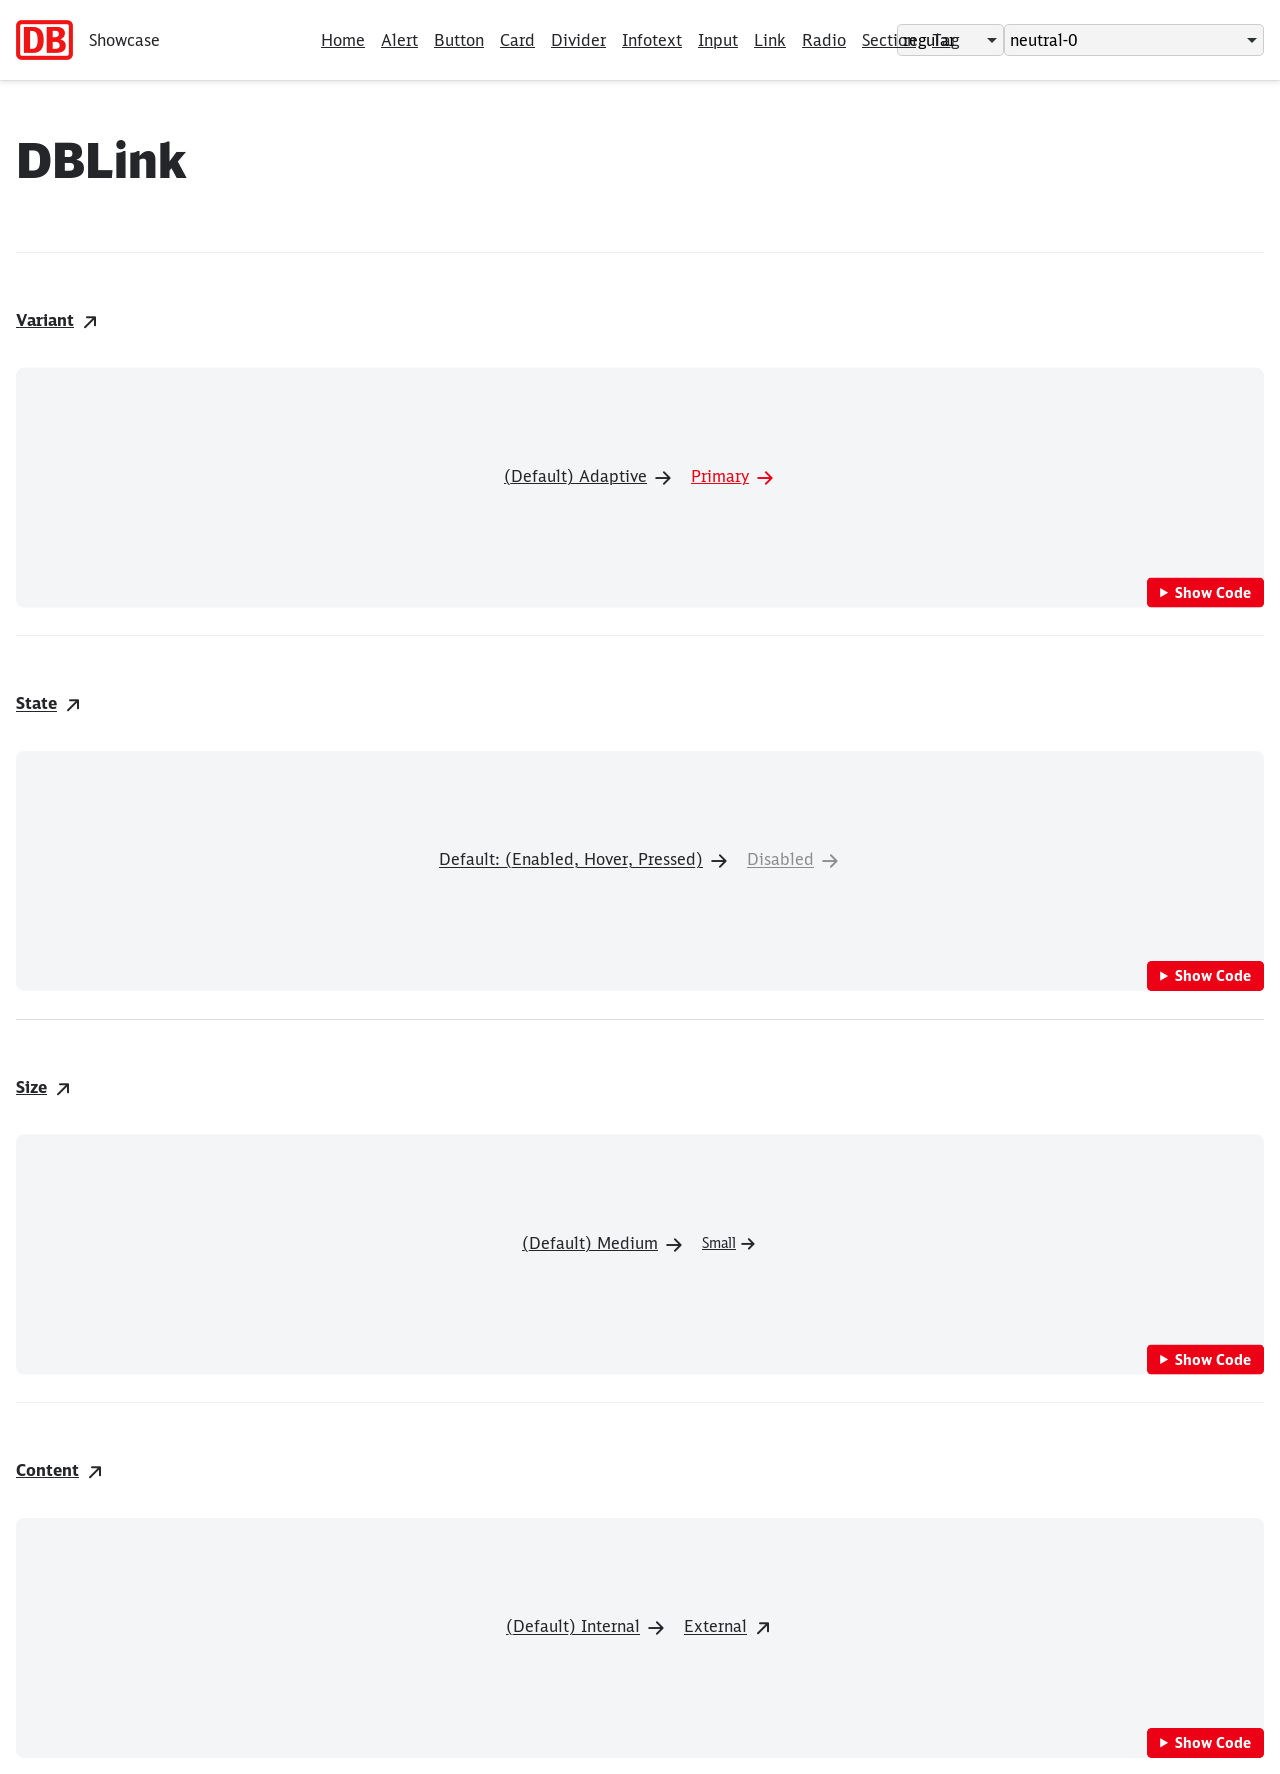 DB Showcase Home Alert Button Card Divider Infotext Input Link Radio Section Tag regular neutral-0
DBLink
Variant
(Default) Adaptive Primary
Show Code
State
Default: (Enabled, Hover, Pressed) Disabled
Show Code
Size
(Default) Medium Small
Show Code
Content
(Default) Internal External
Show Code